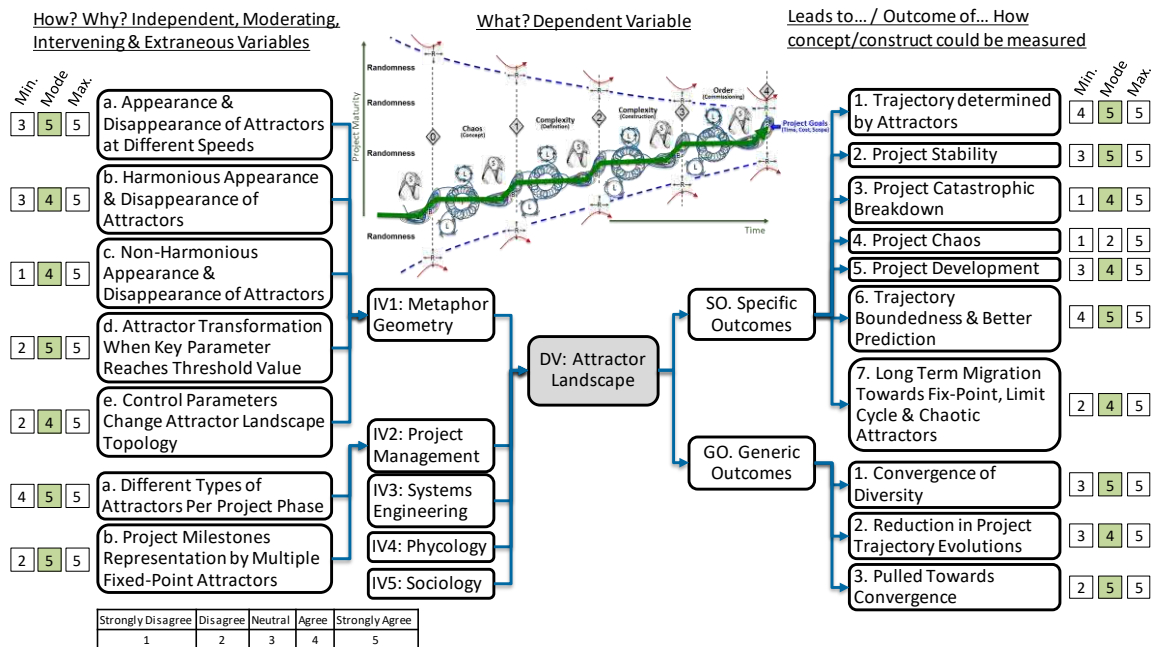 How? Why? Independent, Moderating,
Intervening & Extraneous Variables
What? Dependent Variable
Leads to… / Outcome of… How
concept/construct could be measured
Min.
Mode
Max.
3 5 5
a. Appearance &
Disappearance of Attractors
at Different Speeds
3 4 5
b. Harmonious Appearance
& Disappearance of
Attractors
1 4 5
c. Non-Harmonious
Appearance &
Disappearance of Attractors
2 5 5
d. Attractor Transformation
When Key Parameter
Reaches Threshold Value
2 4 5
e. Control Parameters
Change Attractor Landscape
Topology
4 5 5
a. Different Types of
Attractors Per Project Phase
2 5 5
b. Project Milestones
Representation by Multiple
Fixed-Point Attractors
Project Maturity
Randomness
Randomness
Randomness
Randomness
Chaos
(Concept)
Complexity
(Definition)
Complexity
(Construction)
Order
(Commissioning)
Project Goals
(Time, Cost, Scope)
0
1
2
3
4
R
R
R
R
R
R
R
R
R
R
S
S
S
S
L
L
L
L
L
L
L
L
Time
IV1: Metaphor
Geometry
IV2: Project
Management
IV3: Systems
Engineering
IV4: Phycology
IV5: Sociology
DV: Attractor
Landscape
SO. Specific
Outcomes
GO. Generic
Outcomes
Min.
Mode
Max.
1. Trajectory determined
by Attractors
4 5 5
2. Project Stability
3 5 5
3. Project Catastrophic
Breakdown
1 4 5
4. Project Chaos
1 2 5
5. Project Development
3 4 5
6. Trajectory
Boundedness & Better
Prediction
4 5 5
7. Long Term Migration
Towards Fix-Point, Limit
Cycle & Chaotic
Attractors
2 4 5
1. Convergence of
Diversity
3 5 5
2. Reduction in Project
Trajectory Evolutions
3 4 5
3. Pulled Towards
Convergence
2 5 5
Strongly Disagree Disagree Neutral Agree Strongly Agree
1 2 3 4 5